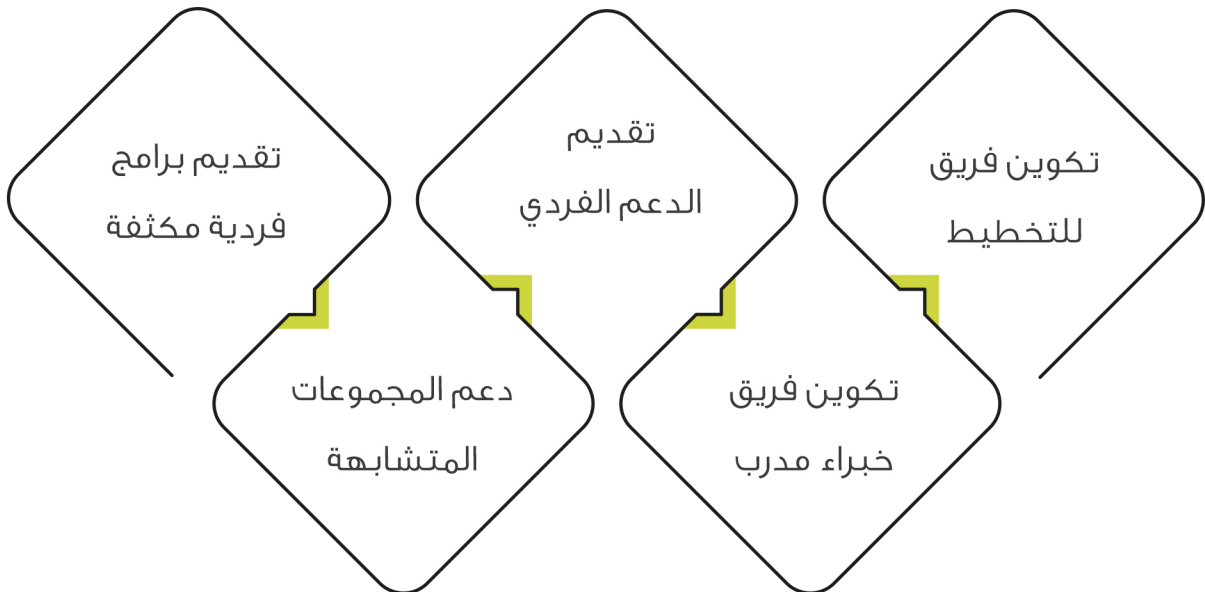 تكوين فريق
للتخطيط
تكوين فريق
خبراء مدرب
تقديم
الدعم الفردي
دعم المجموعات
المتشابهة
تقديم برامج
فردية مكثفة